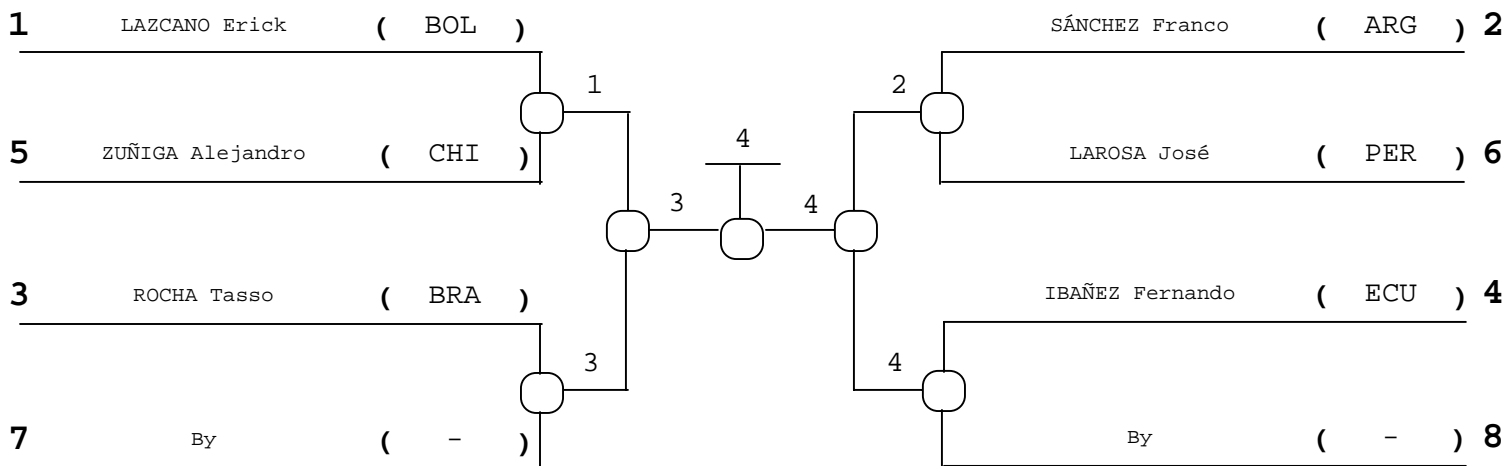 1 LAZCANO Erick ( BOL ) SÁNCHEZ Franco ( ARG ) 2
1 2
5 ZUÑIGA Alejandro ( CHI ) 4 LAROSA José ( PER ) 6
3 4
3 ROCHA Tasso ( BRA ) IBAÑEZ Fernando ( ECU ) 4
3 4
7 By ( - ) By ( - ) 8